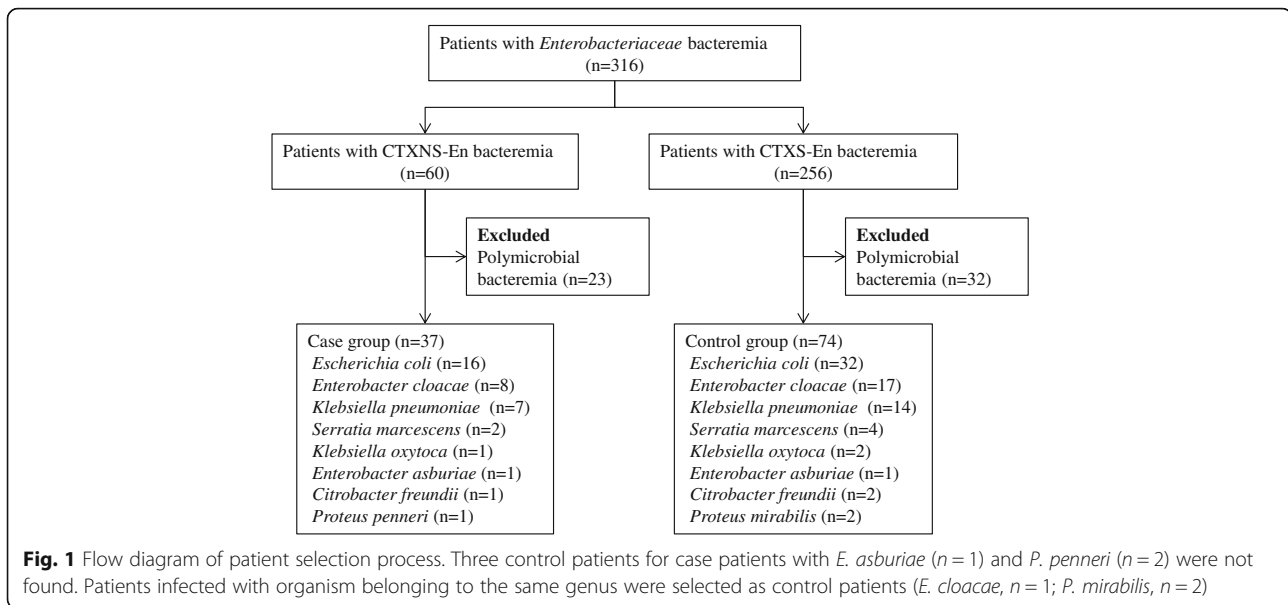 Patients with Enterobacteriaceae bacteremia
(n=316)
Patients with CTXNS-En bacteremia
(n=60)
Patients with CTXS-En bacteremia
(n=256)
Excluded
Polymicrobial
bacteremia (n=23)
Excluded
Polymicrobial
bacteremia (n=32)
Case group (n=37)
Escherichia coli (n=16)
Enterobacter cloacae (n=8)
Klebsiella pneumoniae (n=7)
Serratia marcescens (n=2)
Klebsiella oxytoca (n=1)
Enterobacter asburiae (n=1)
Citrobacter freundii (n=1)
Proteus penneri (n=1)
Control group (n=74)
Escherichia coli (n=32)
Enterobacter cloacae (n=17)
Klebsiella pneumoniae (n=14)
Serratia marcescens (n=4)
Klebsiella oxytoca (n=2)
Enterobacter asburiae (n=1)
Citrobacter freundii (n=2)
Proteus mirabilis (n=2)
Fig. 1 Flow diagram of patient selection process. Three control patients for case patients with E. asburiae (n = 1) and P. penneri (n = 2) were not
found. Patients infected with organism belonging to the same genus were selected as control patients (E. cloacae, n = 1; P. mirabilis, n = 2)